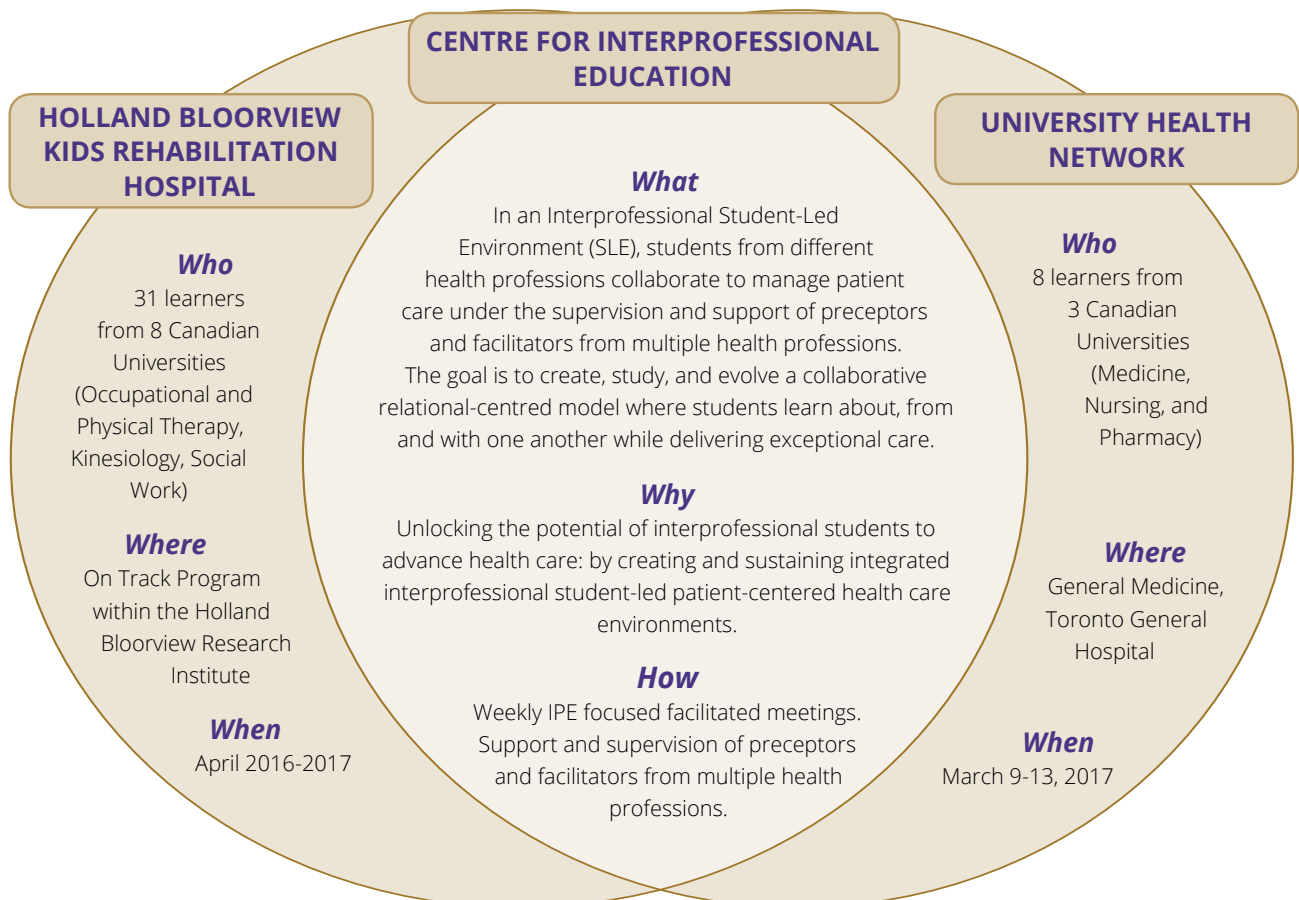 CENTRE FOR INTERPROFESSIONAL
EDUCATION
HOLLAND BLOORVIEW
KIDS REHABILITATION
HOSPITAL
Who
31 learners
from 8 Canadian
Universities
(Occupational and
Physical Therapy,
Kinesiology, Social
Work)
Where
On Track Program
within the Holland
Bloorview Research
Institute
When
April 2016-2017
What
In an Interprofessional Student-Led
Environment (SLE), students from different
health professions collaborate to manage patient
care under the supervision and support of preceptors
and facilitators from multiple health professions.
The goal is to create, study, and evolve a collaborative
relational-centred model where students learn about, from
and with one another while delivering exceptional care.
Why
Unlocking the potential of interprofessional students to
advance health care: by creating and sustaining integrated
interprofessional student-led patient-centered health care
environments.
How
Weekly IPE focused facilitated meetings.
Support and supervision of preceptors
and facilitators from multiple health
professions.
UNIVERSITY HEALTH
NETWORK
Who
8 learners from
3 Canadian
Universities
(Medicine,
Nursing, and
Pharmacy)
Where
General Medicine,
Toronto General
Hospital
When
March 9-13, 2017